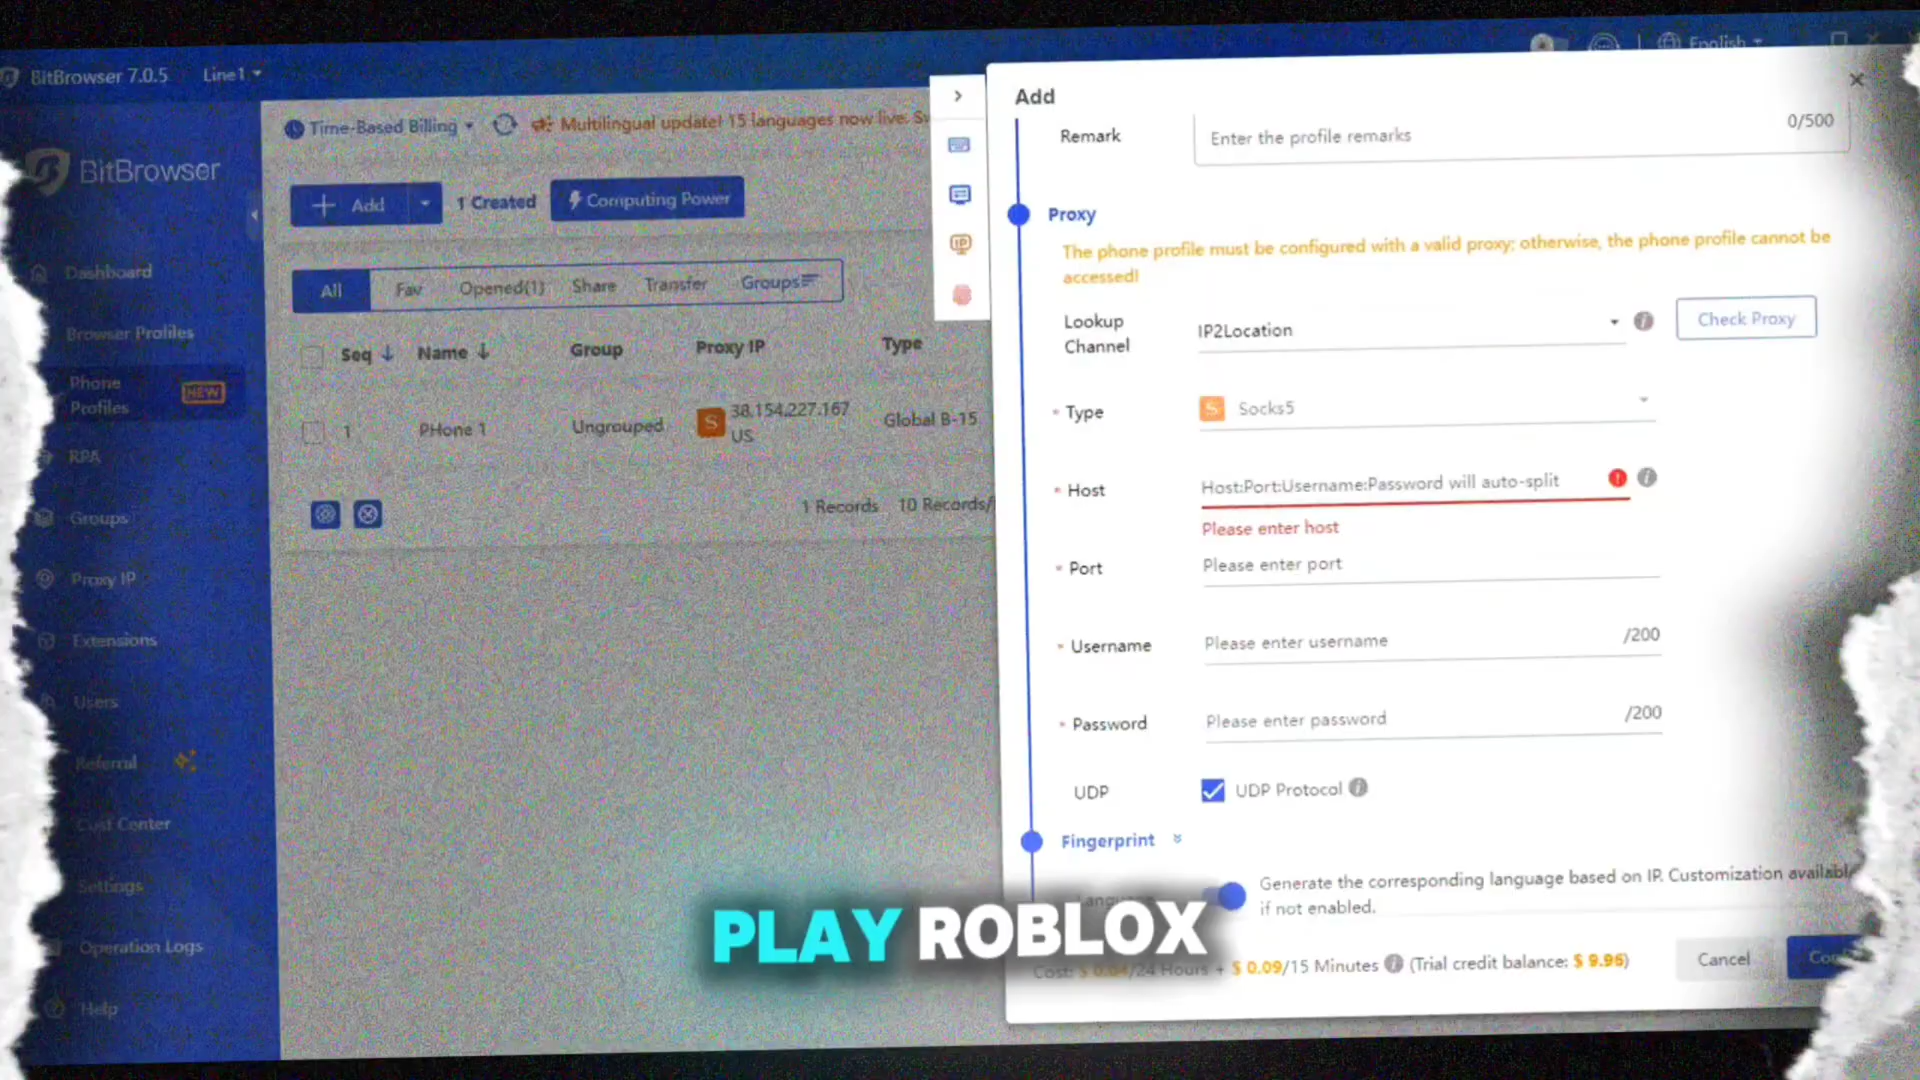 English
BitBrowser 7.0.5 Line1
BitBrowser
Dashboard
Browser Profiles
Phone
Profiles
NEW
RPA
Groups
Proxy IP
Extensions
Users
Referral
Cust Center
Settings
Operation Logs
Help
Time-Based Billing
Multilingual update! 15 languages now live.
Add
1 Created
Computing Power
All Fav Opened(1) Share Transfer Groups
Seq Name Group Proxy IP Type
1 PHone 1 Ungrouped S 38.154.227.167
US
Global B-15
1 Records 10 Records/
Add
Remark Enter the profile remarks 0/500
Proxy
The phone profile must be configured with a valid proxy; otherwise, the phone profile cannot be
accessed!
Lookup
Channel
IP2Location
Check Proxy
* Type S Socks5
* Host Host:Port:Username:Password will auto-split
Please enter host
* Port Please enter port
* Username Please enter username /200
* Password Please enter password /200
UDP UDP Protocol
Fingerprint
Generate the corresponding language based on IP. Customization
if not enabled.
PLAY ROBLOX
Cost: $ 0.04/24 Hours + $ 0.09/15 Minutes (Trial credit balance: $ 9.96)
Cancel